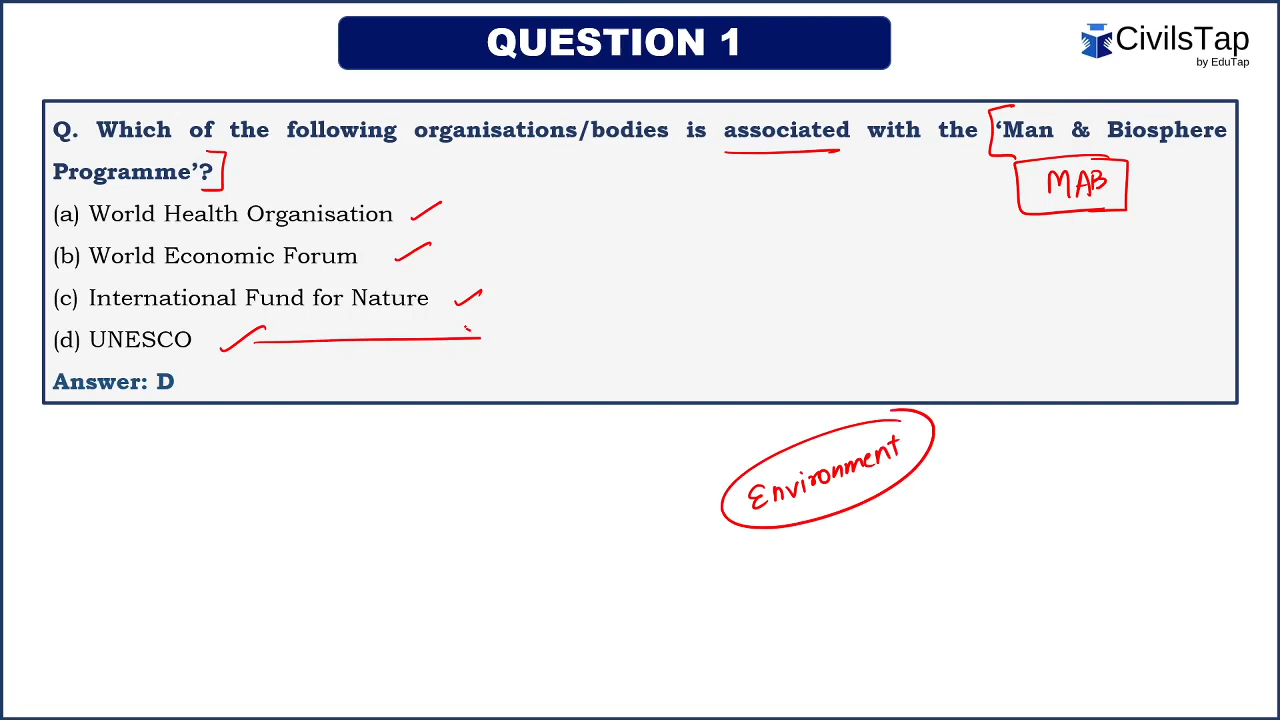 QUESTION 1
CivilsTap
by EduTap
Q. Which of the following organisations/bodies is associated with the ‘Man & Biosphere
Programme’?
MAB
(a) World Health Organisation
(b) World Economic Forum
(c) International Fund for Nature
(d) UNESCO
Answer: D
Environment